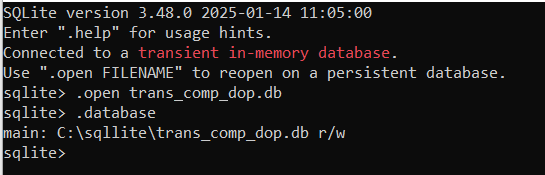 SQLite version 3.48.0 2025-01-14 11:05:00
Enter ".help" for usage hints.
Connected to a transient in-memory database.
Use ".open FILENAME" to reopen on a persistent database.
sqlite> .open trans_comp_dop.db
sqlite> .database
main: C:\sqllite\trans_comp_dop.db r/w
sqlite>